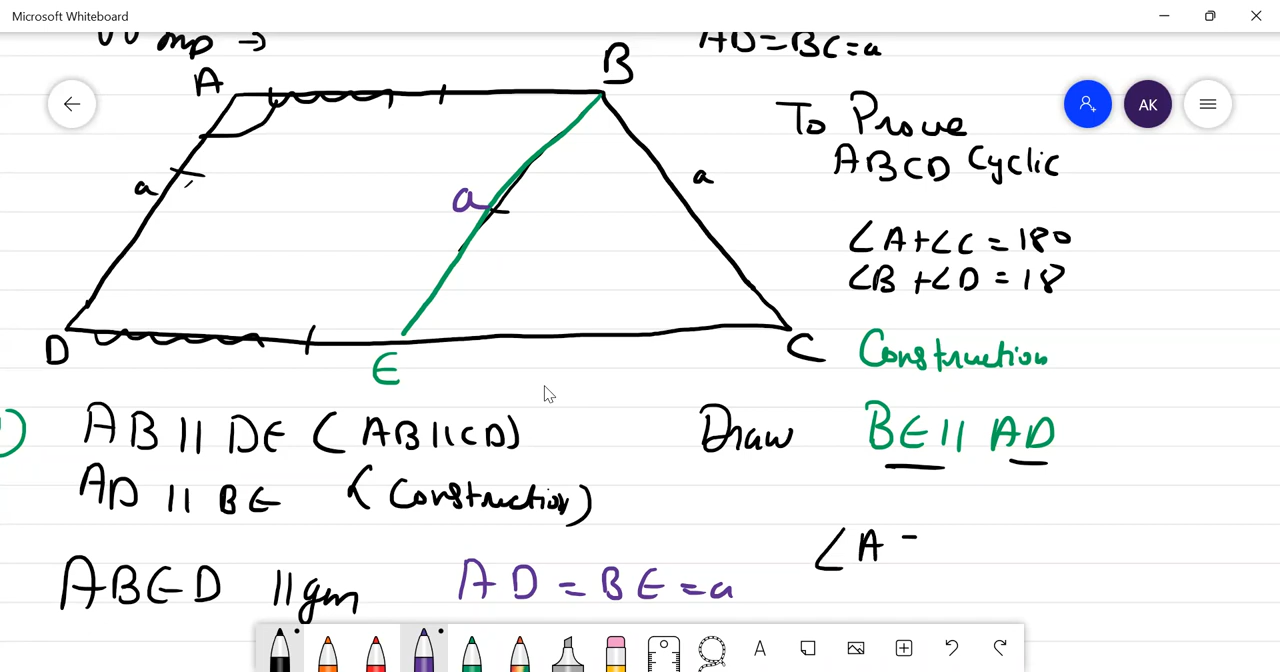 Microsoft Whiteboard
AD=BC=a
A
B
AK
To Prove
ABCD Cyclic
a
a
a
∠A+∠C=180
∠B+∠D=18
D
E
C
Construction
AB || DE (AB||CD)
Draw BE || AD
AD || BE (Construction)
∠A =
ABED ||gm AD=BE=a
A